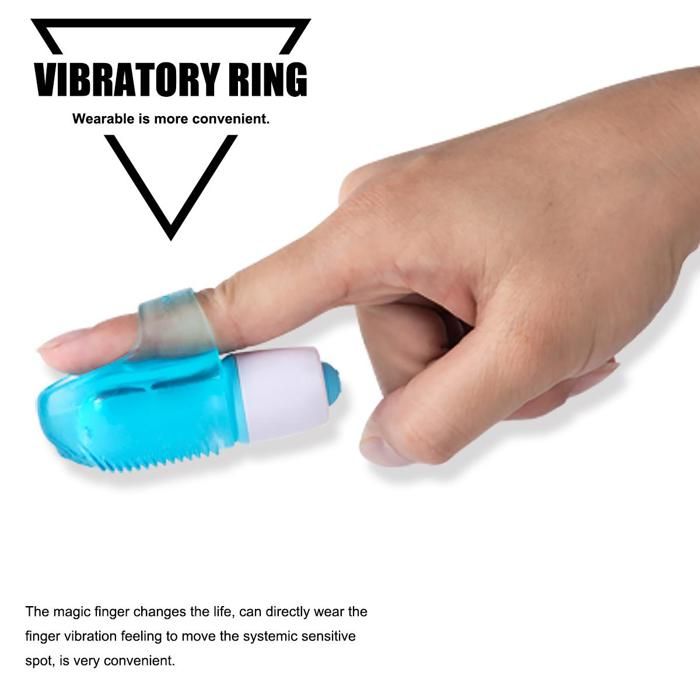 VIBRATORY RING
Wearable is more convenient.
The magic finger changes the life, can directly wear the
finger vibration feeling to move the systemic sensitive
spot, is very convenient.